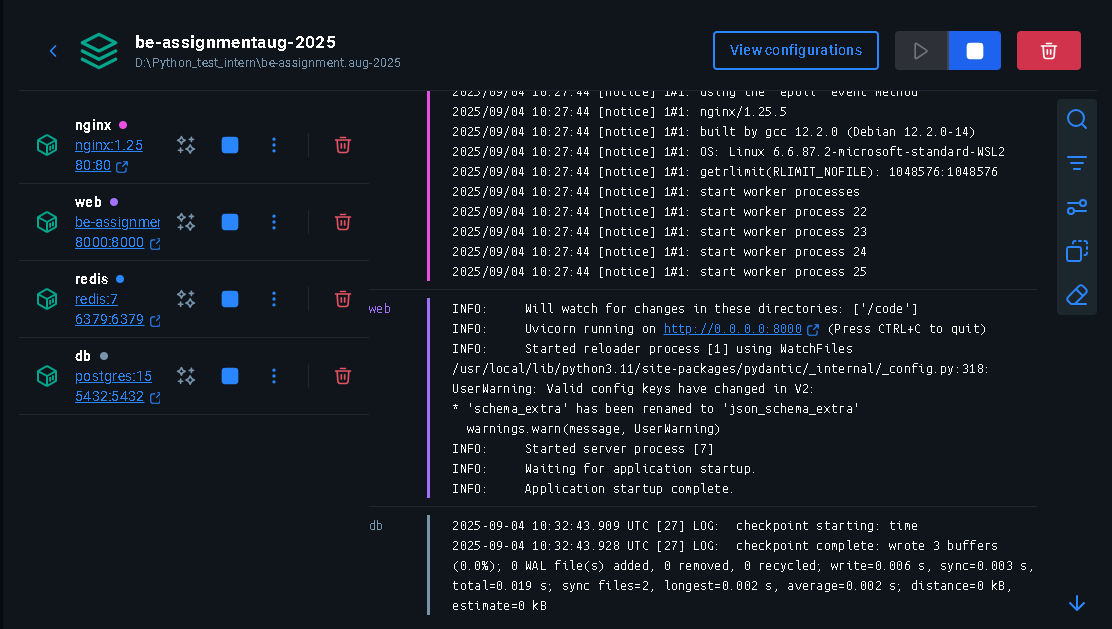 be-assignmentaug-2025
D:\Python_test_intern\be-assignment.aug-2025
View configurations
nginx
nginx:1.25
80:80
web
be-assignmer
8000:8000
redis
redis:7
6379:6379
db
postgres:15
5432:5432
2025/09/04 10:27:44 [notice] 1#1: using the "epoll" event method
2025/09/04 10:27:44 [notice] 1#1: nginx/1.25.5
2025/09/04 10:27:44 [notice] 1#1: built by gcc 12.2.0 (Debian 12.2.0-14)
2025/09/04 10:27:44 [notice] 1#1: OS: Linux 6.6.87.2-microsoft-standard-WSL2
2025/09/04 10:27:44 [notice] 1#1: getrlimit(RLIMIT_NOFILE): 1048576:1048576
2025/09/04 10:27:44 [notice] 1#1: start worker processes
2025/09/04 10:27:44 [notice] 1#1: start worker process 22
2025/09/04 10:27:44 [notice] 1#1: start worker process 23
2025/09/04 10:27:44 [notice] 1#1: start worker process 24
2025/09/04 10:27:44 [notice] 1#1: start worker process 25
web
INFO:     Will watch for changes in these directories: ['/code']
INFO:     Uvicorn running on http://0.0.0.0:8000 (Press CTRL+C to quit)
INFO:     Started reloader process [1] using WatchFiles
/usr/local/lib/python3.11/site-packages/pydantic/_internal/_config.py:318:
UserWarning: Valid config keys have changed in V2:
* 'schema_extra' has been renamed to 'json_schema_extra'
  warnings.warn(message, UserWarning)
INFO:     Started server process [7]
INFO:     Waiting for application startup.
INFO:     Application startup complete.
db
2025-09-04 10:32:43.909 UTC [27] LOG:  checkpoint starting: time
2025-09-04 10:32:43.928 UTC [27] LOG:  checkpoint complete: wrote 3 buffers
(0.0%); 0 WAL file(s) added, 0 removed, 0 recycled; write=0.006 s, sync=0.003 s,
total=0.019 s; sync files=2, longest=0.002 s, average=0.002 s; distance=0 kB,
estimate=0 kB